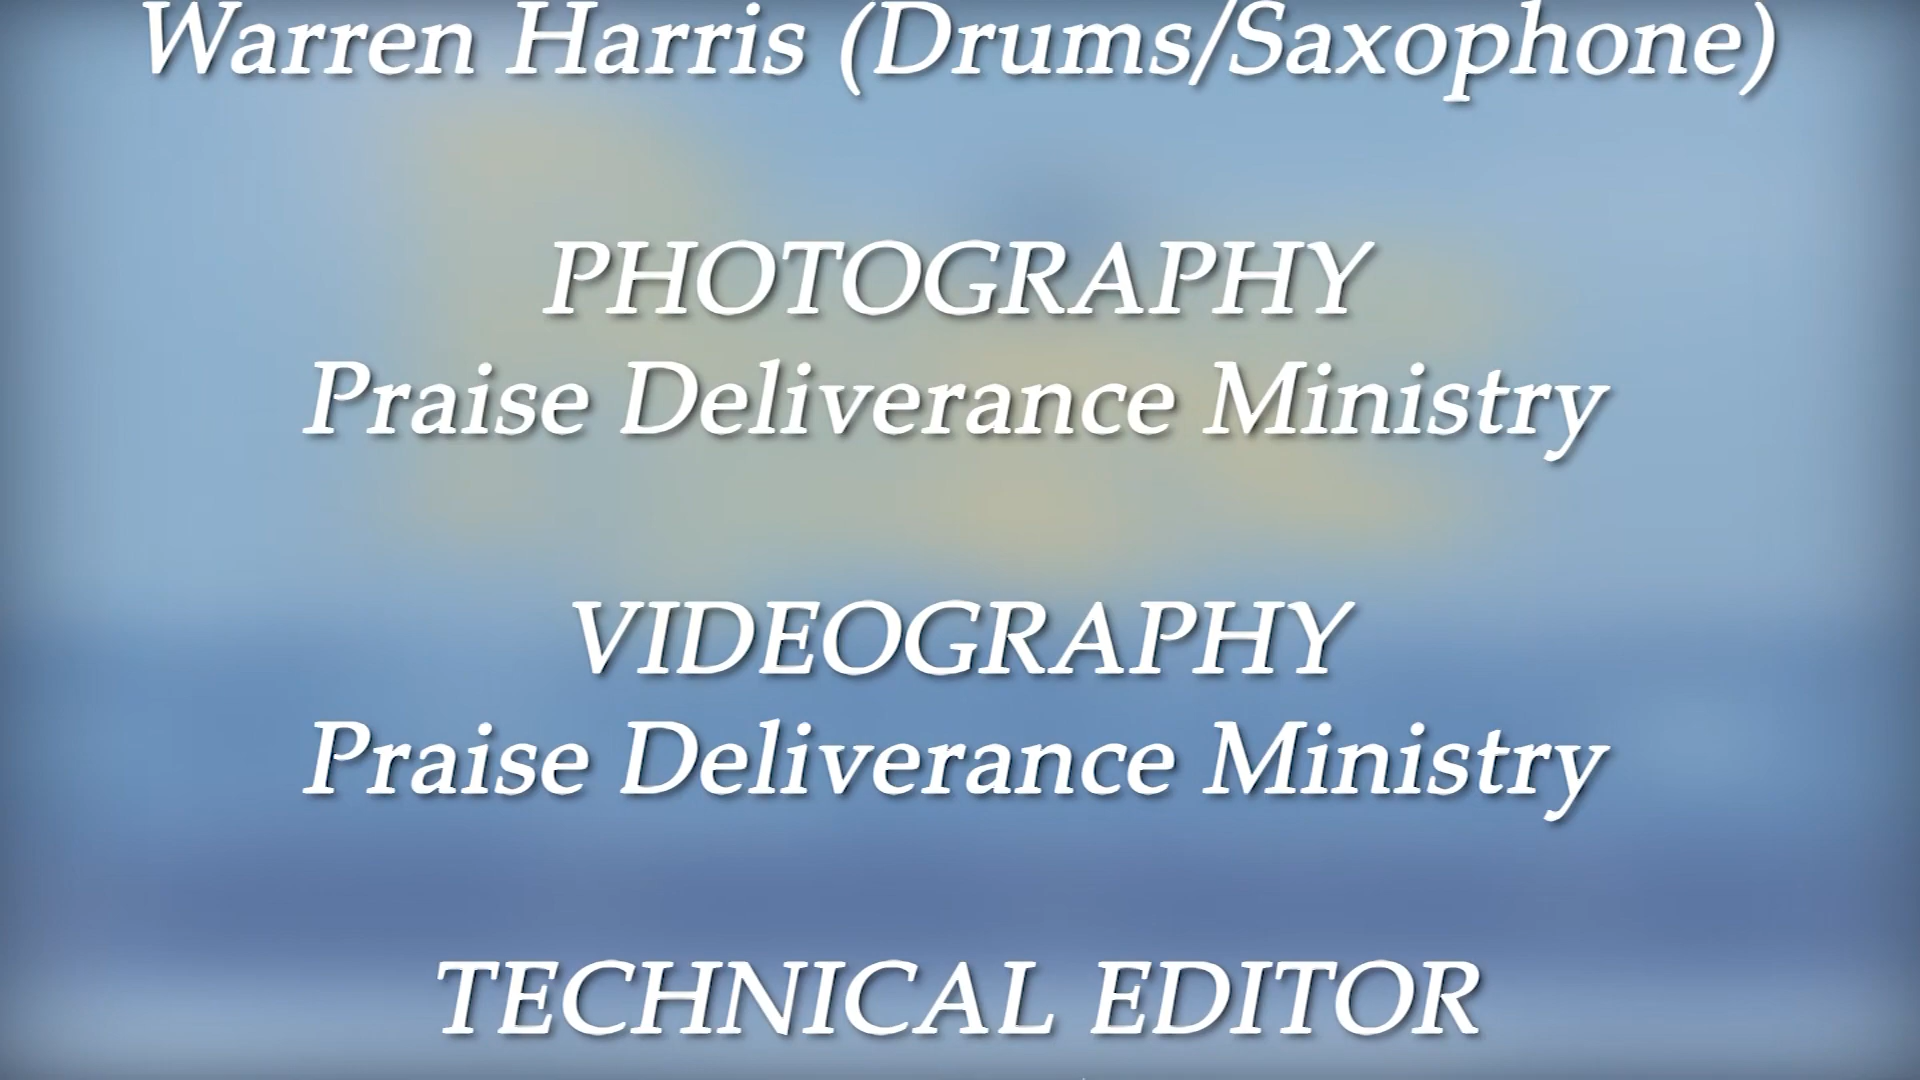 Warren Harris (Drums/Saxophone)
PHOTOGRAPHY
Praise Deliverance Ministry
VIDEOGRAPHY
Praise Deliverance Ministry
TECHNICAL EDITOR